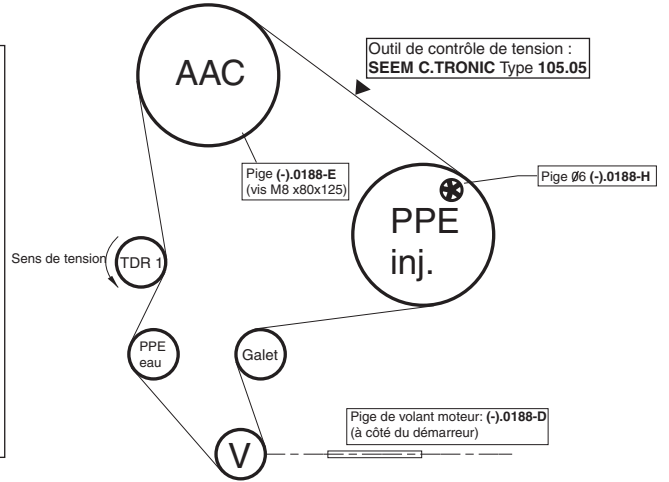 AAC
Outil de contrôle de tension :
SEEM C.TRONIC Type 105.05
Pige (-).0188-E
(vis M8 x80x125)
Pige Ø6 (-).0188-H
PPE
inj.
Sens de tension
TDR 1
PPE
eau
Galet
Pige de volant moteur: (-).0188-D
(à côté du démarreur)
V